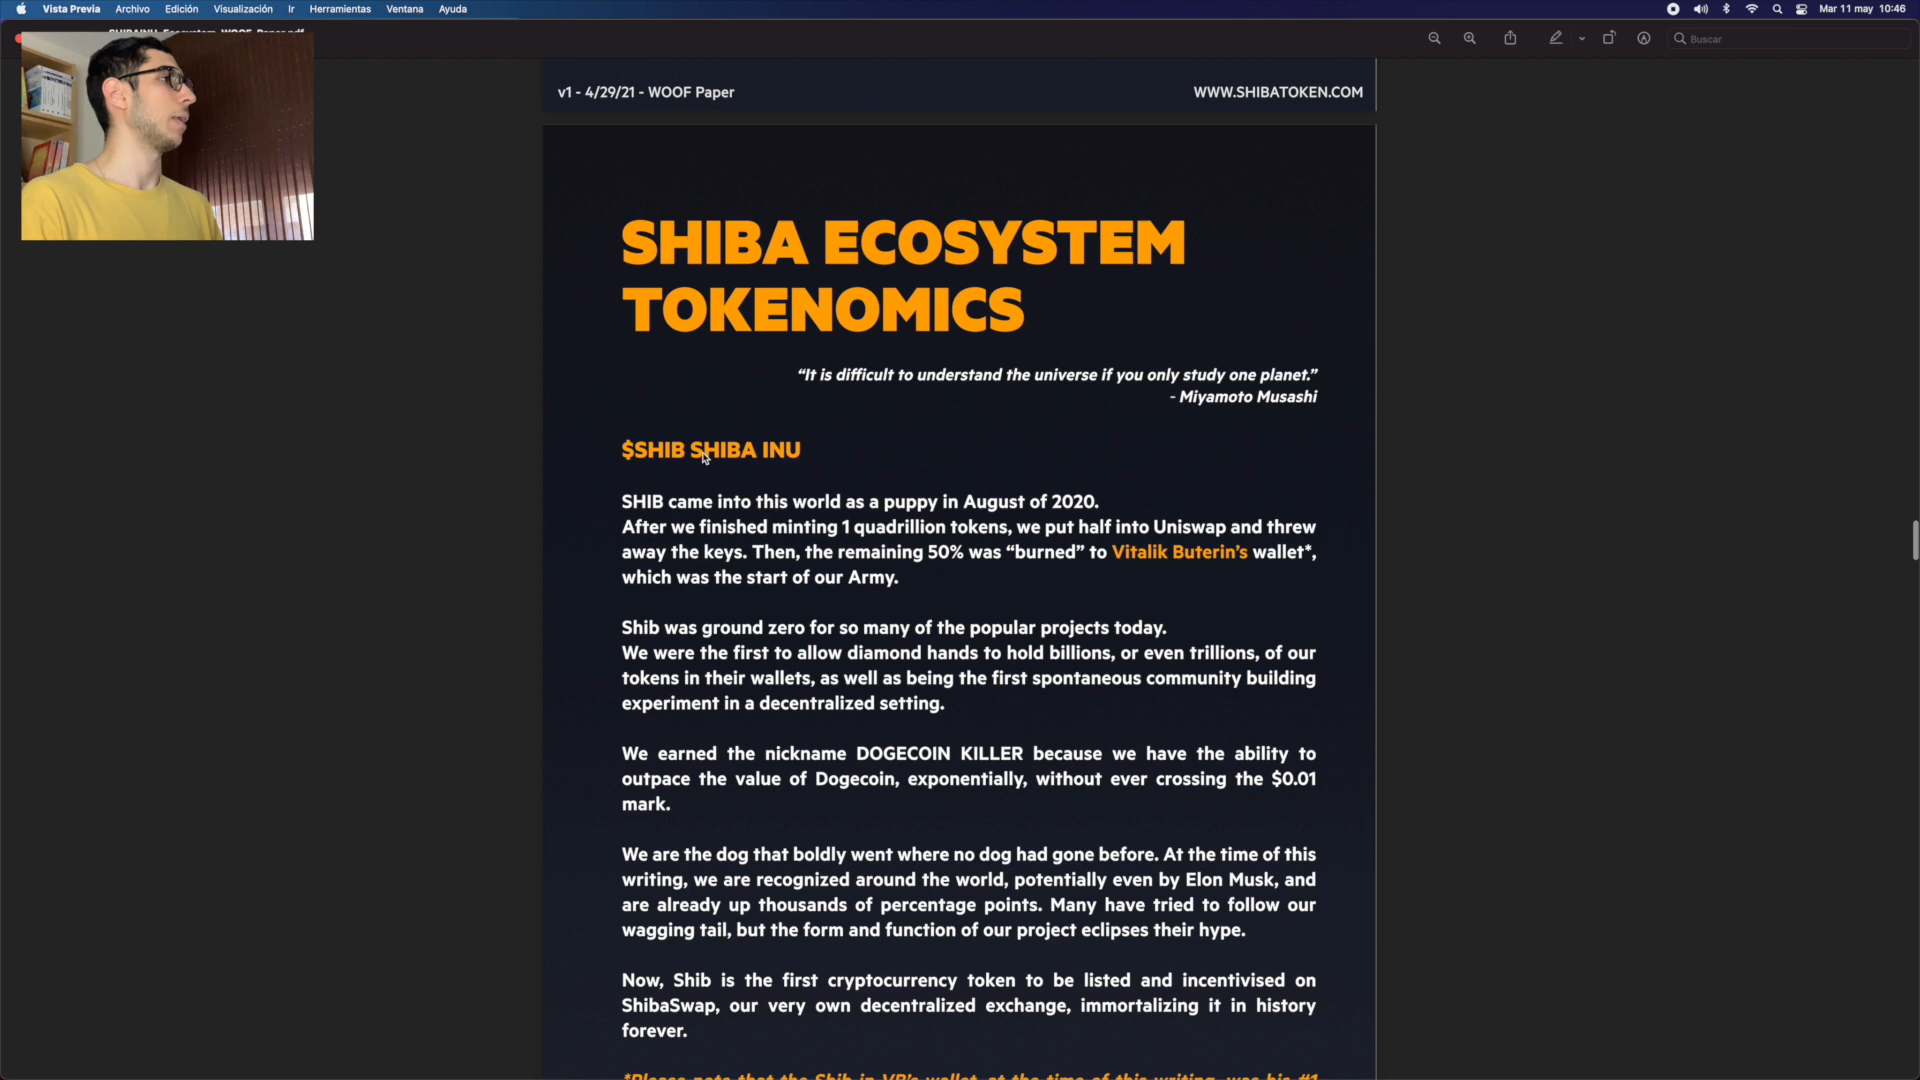 Vista Previa Archivo Edición Visualización Ir Herramientas Ventana Ayuda
Mar 11 may 10:46
Buscar
v1 - 4/29/21 - WOOF Paper
WWW.SHIBATOKEN.COM
SHIBA ECOSYSTEM
TOKENOMICS
“It is difficult to understand the universe if you only study one planet.”
- Miyamoto Musashi
$SHIB SHIBA INU
SHIB came into this world as a puppy in August of 2020.
After we finished minting 1 quadrillion tokens, we put half into Uniswap and threw
away the keys. Then, the remaining 50% was “burned” to Vitalik Buterin’s wallet*,
which was the start of our Army.
Shib was ground zero for so many of the popular projects today.
We were the first to allow diamond hands to hold billions, or even trillions, of our
tokens in their wallets, as well as being the first spontaneous community building
experiment in a decentralized setting.
We earned the nickname DOGECOIN KILLER because we have the ability to
outpace the value of Dogecoin, exponentially, without ever crossing the $0.01
mark.
We are the dog that boldly went where no dog had gone before. At the time of this
writing, we are recognized around the world, potentially even by Elon Musk, and
are already up thousands of percentage points. Many have tried to follow our
wagging tail, but the form and function of our project eclipses their hype.
Now, Shib is the first cryptocurrency token to be listed and incentivised on
ShibaSwap, our very own decentralized exchange, immortalizing it in history
forever.
*Please note that the Shib in VB’s wallet, at the time of this writing, was his #1